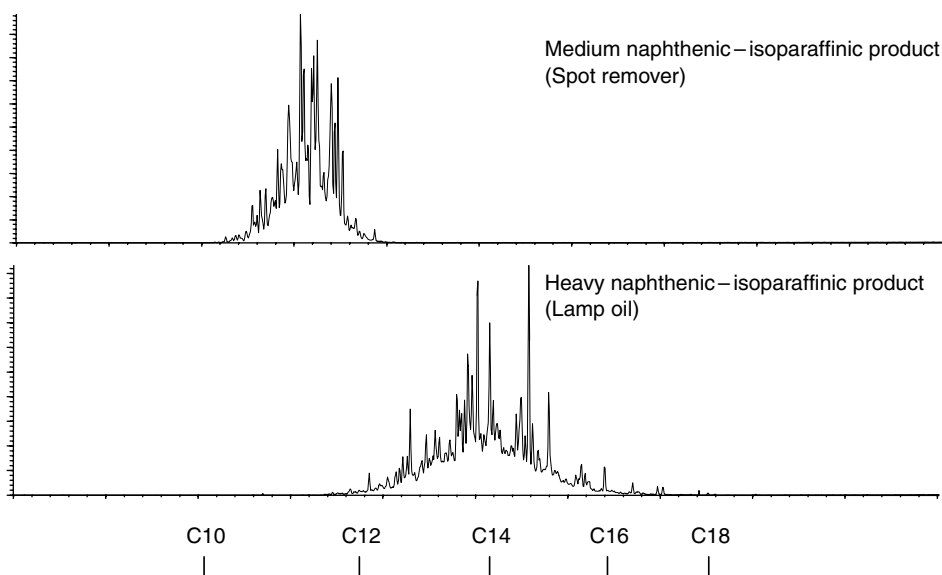 Medium naphthenic–isoparaffinic product
(Spot remover)
Heavy naphthenic–isoparaffinic product
(Lamp oil)
C10 C12 C14 C16 C18